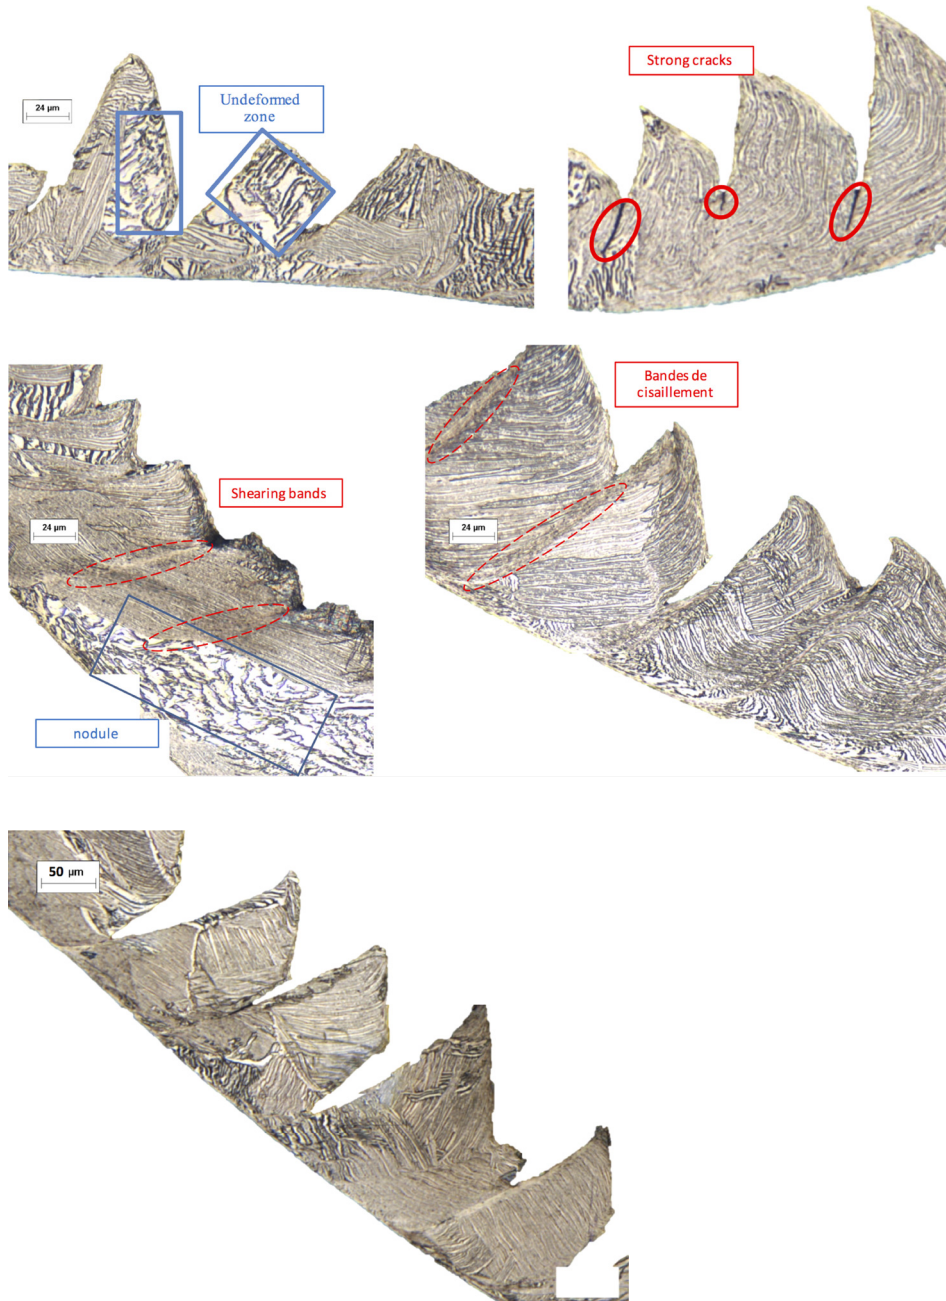 24 µm
Undeformed
zone
Strong cracks
Shearing bands
24 µm
nodule
Bandes de
cisaillement
24 µm
50 µm